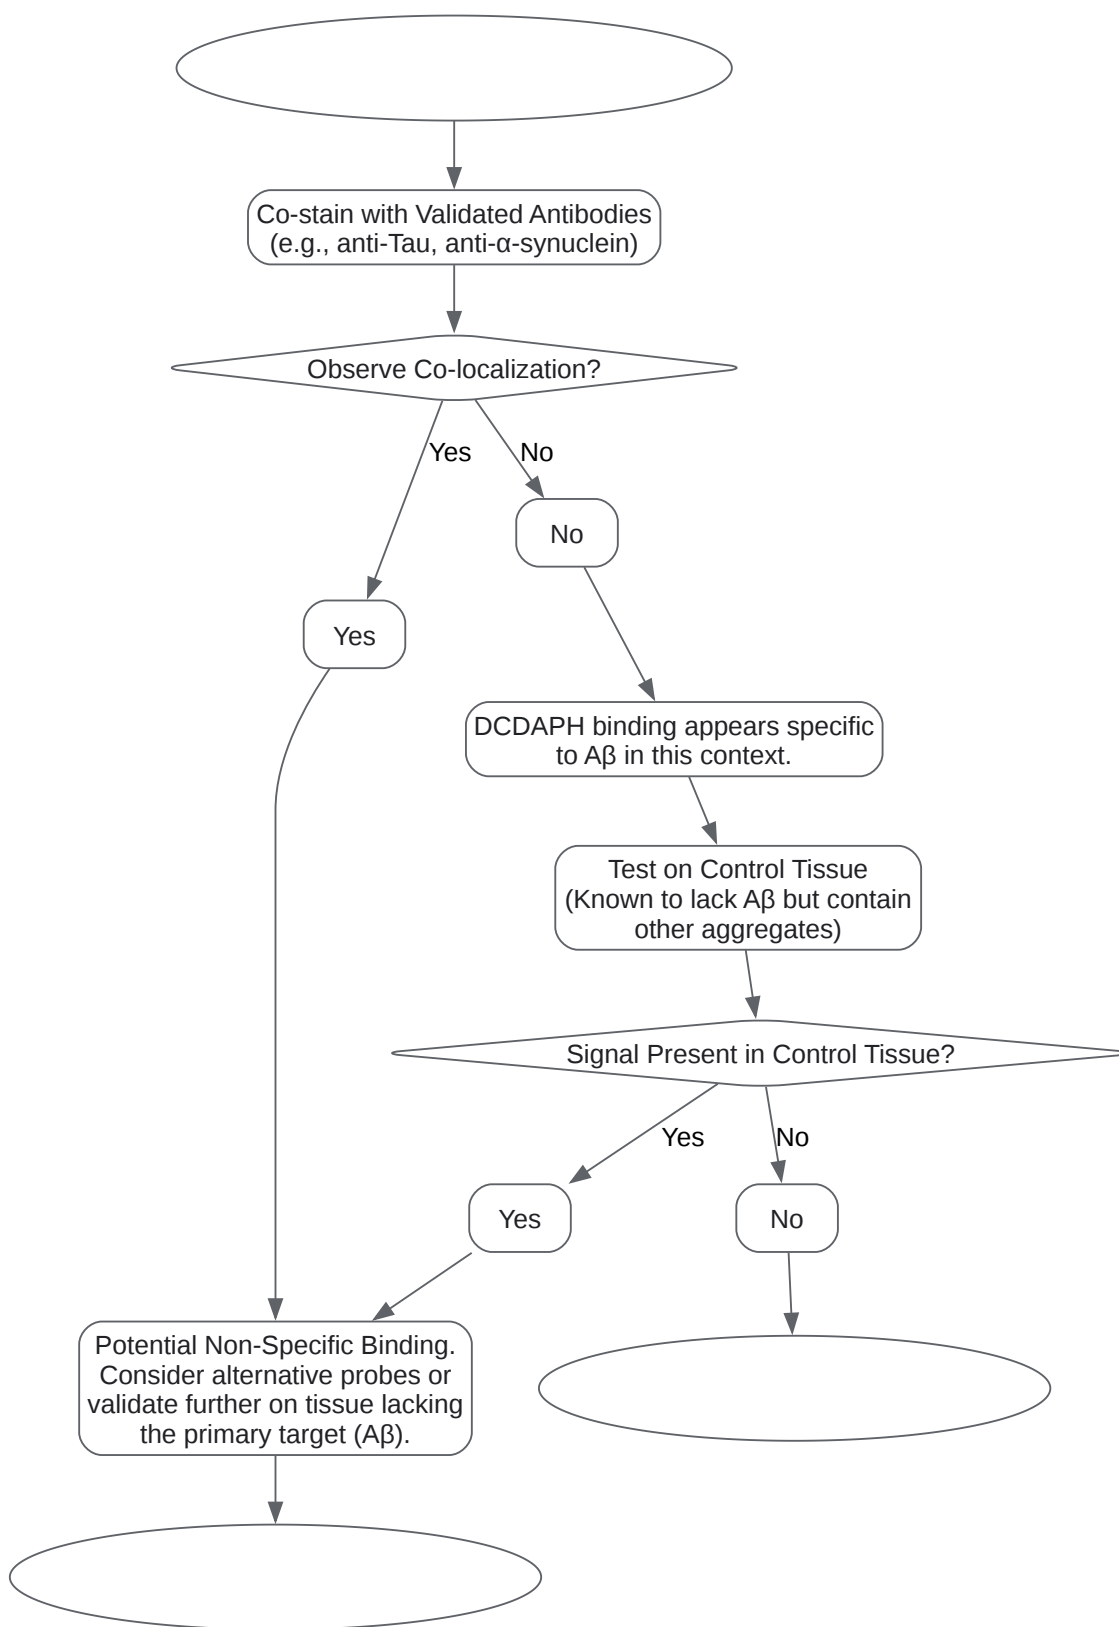 Co-stain with Validated Antibodies
(e.g., anti-Tau, anti-α-synuclein)
Observe Co-localization?
Yes
No
No
Yes
DCDAPH binding appears specific
to Aβ in this context.
Test on Control Tissue
(Known to lack Aβ but contain
other aggregates)
Signal Present in Control Tissue?
Yes
No
Yes
No
Potential Non-Specific Binding.
Consider alternative probes or
validate further on tissue lacking
the primary target (Aβ).